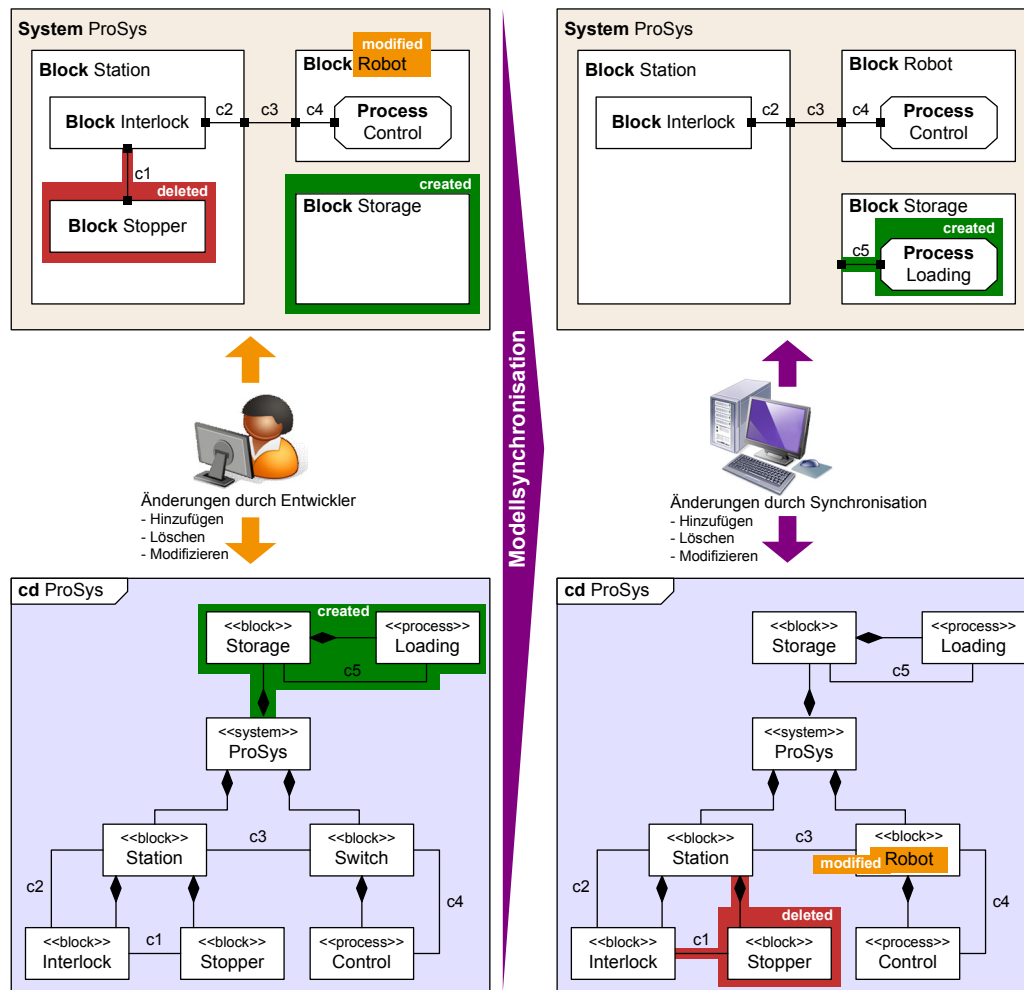 System ProSys
modified
Block Station
Block Robot
c2
c3
c4
Block Interlock
Process
Control
c1
deleted
created
Block Stopper
Block Storage
Änderungen durch Entwickler
- Hinzufügen
- Löschen
- Modifizieren
cd ProSys
created
<<block>>
Storage
<<process>>
Loading
c5
<<system>>
ProSys
<<block>>
Station
c3
<<block>>
Switch
c2
c4
<<block>>
Interlock
c1
<<block>>
Stopper
<<process>>
Control
Modellsynchronisation
System ProSys
Block Station
Block Robot
c2
c3
c4
Block Interlock
Process
Control
Block Storage
created
c5
Process
Loading
Änderungen durch Synchronisation
- Hinzufügen
- Löschen
- Modifizieren
cd ProSys
<<block>>
Storage
<<process>>
Loading
c5
<<system>>
ProSys
<<block>>
Station
c3
<<block>>
Robot
modified
c2
c4
deleted
<<block>>
Interlock
c1
<<block>>
Stopper
<<process>>
Control